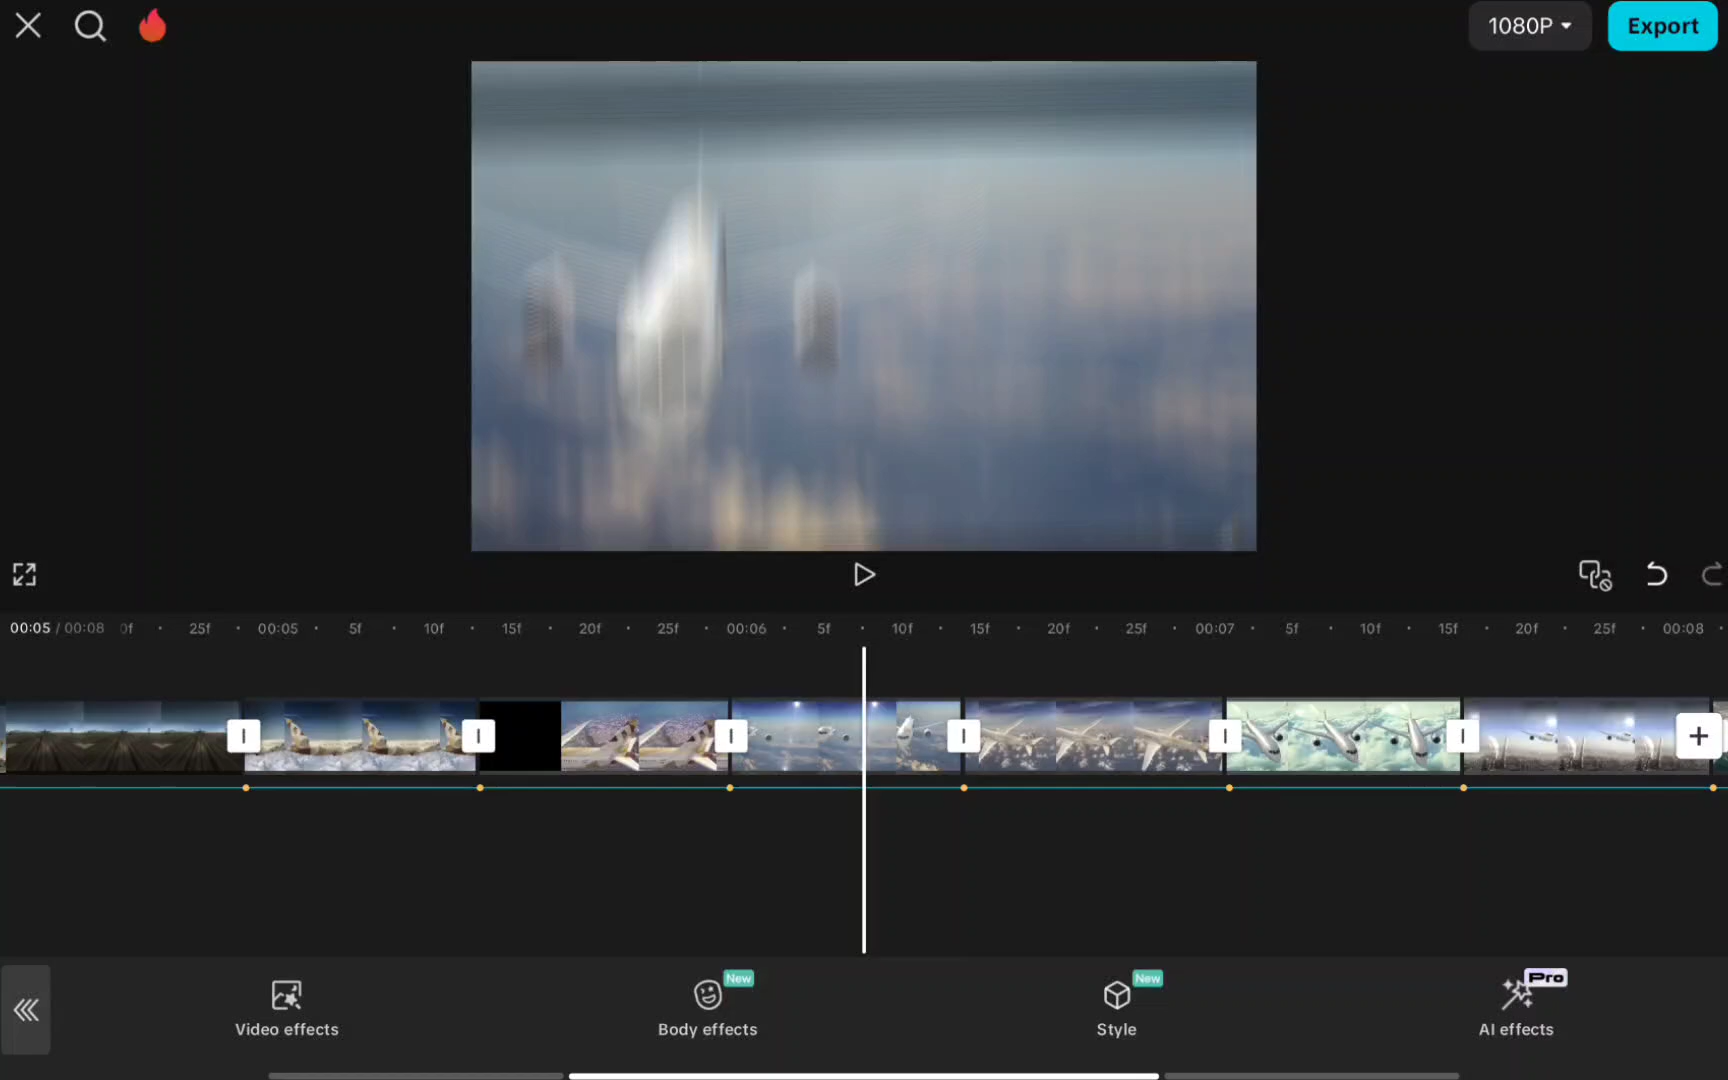 1080P
Export
00:05 / 00:08 0f 25f 00:05 5f 10f 15f 20f 25f 00:06 5f 10f 15f 20f 25f 00:07 5f 10f 15f 20f 25f 00:08
New New Pro
Video effects Body effects Style AI effects